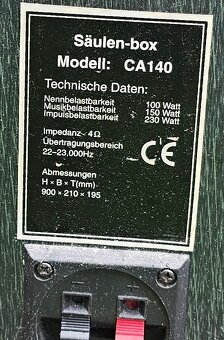 Säulen-box
Modell: CA140
Technische Daten:
Nennbelastbarkeit 100 Watt
Musikbelastbarkeit 150 Watt
Impulsbelastbarkeit 230 Watt
Impedanz- 4Ω
Übertragungsbereich
22-23,000Hz
CE
Abmessungen
H × B × T(mm)
900 × 210 × 195
- +